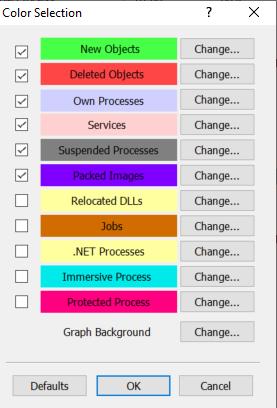 Color Selection ? ×
New Objects Change...
Deleted Objects Change...
Own Processes Change...
Services Change...
Suspended Processes Change...
Packed Images Change...
Relocated DLLs Change...
Jobs Change...
.NET Processes Change...
Immersive Process Change...
Protected Process Change...
Graph Background Change...
Defaults OK Cancel